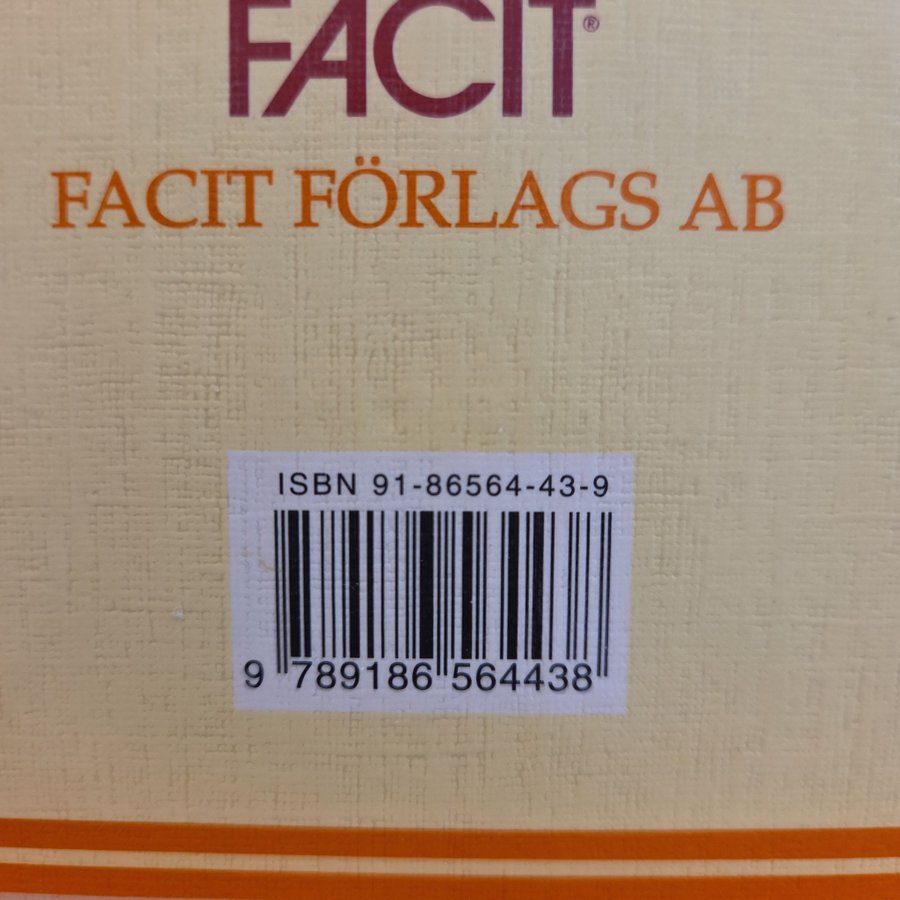 FACIT®
FACIT FÖRLAGS AB
ISBN 91-86564-43-9
9 789186 564438